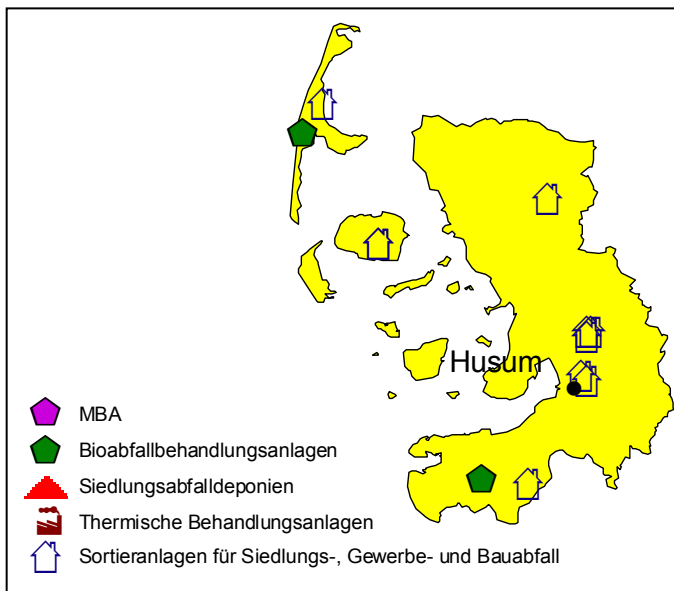 Husum
MBA
Bioabfallbehandlungsanlagen
Siedlungsabfalldeponien
Thermische Behandlungsanlagen
Sortieranlagen für Siedlungs-, Gewerbe- und Bauabfall